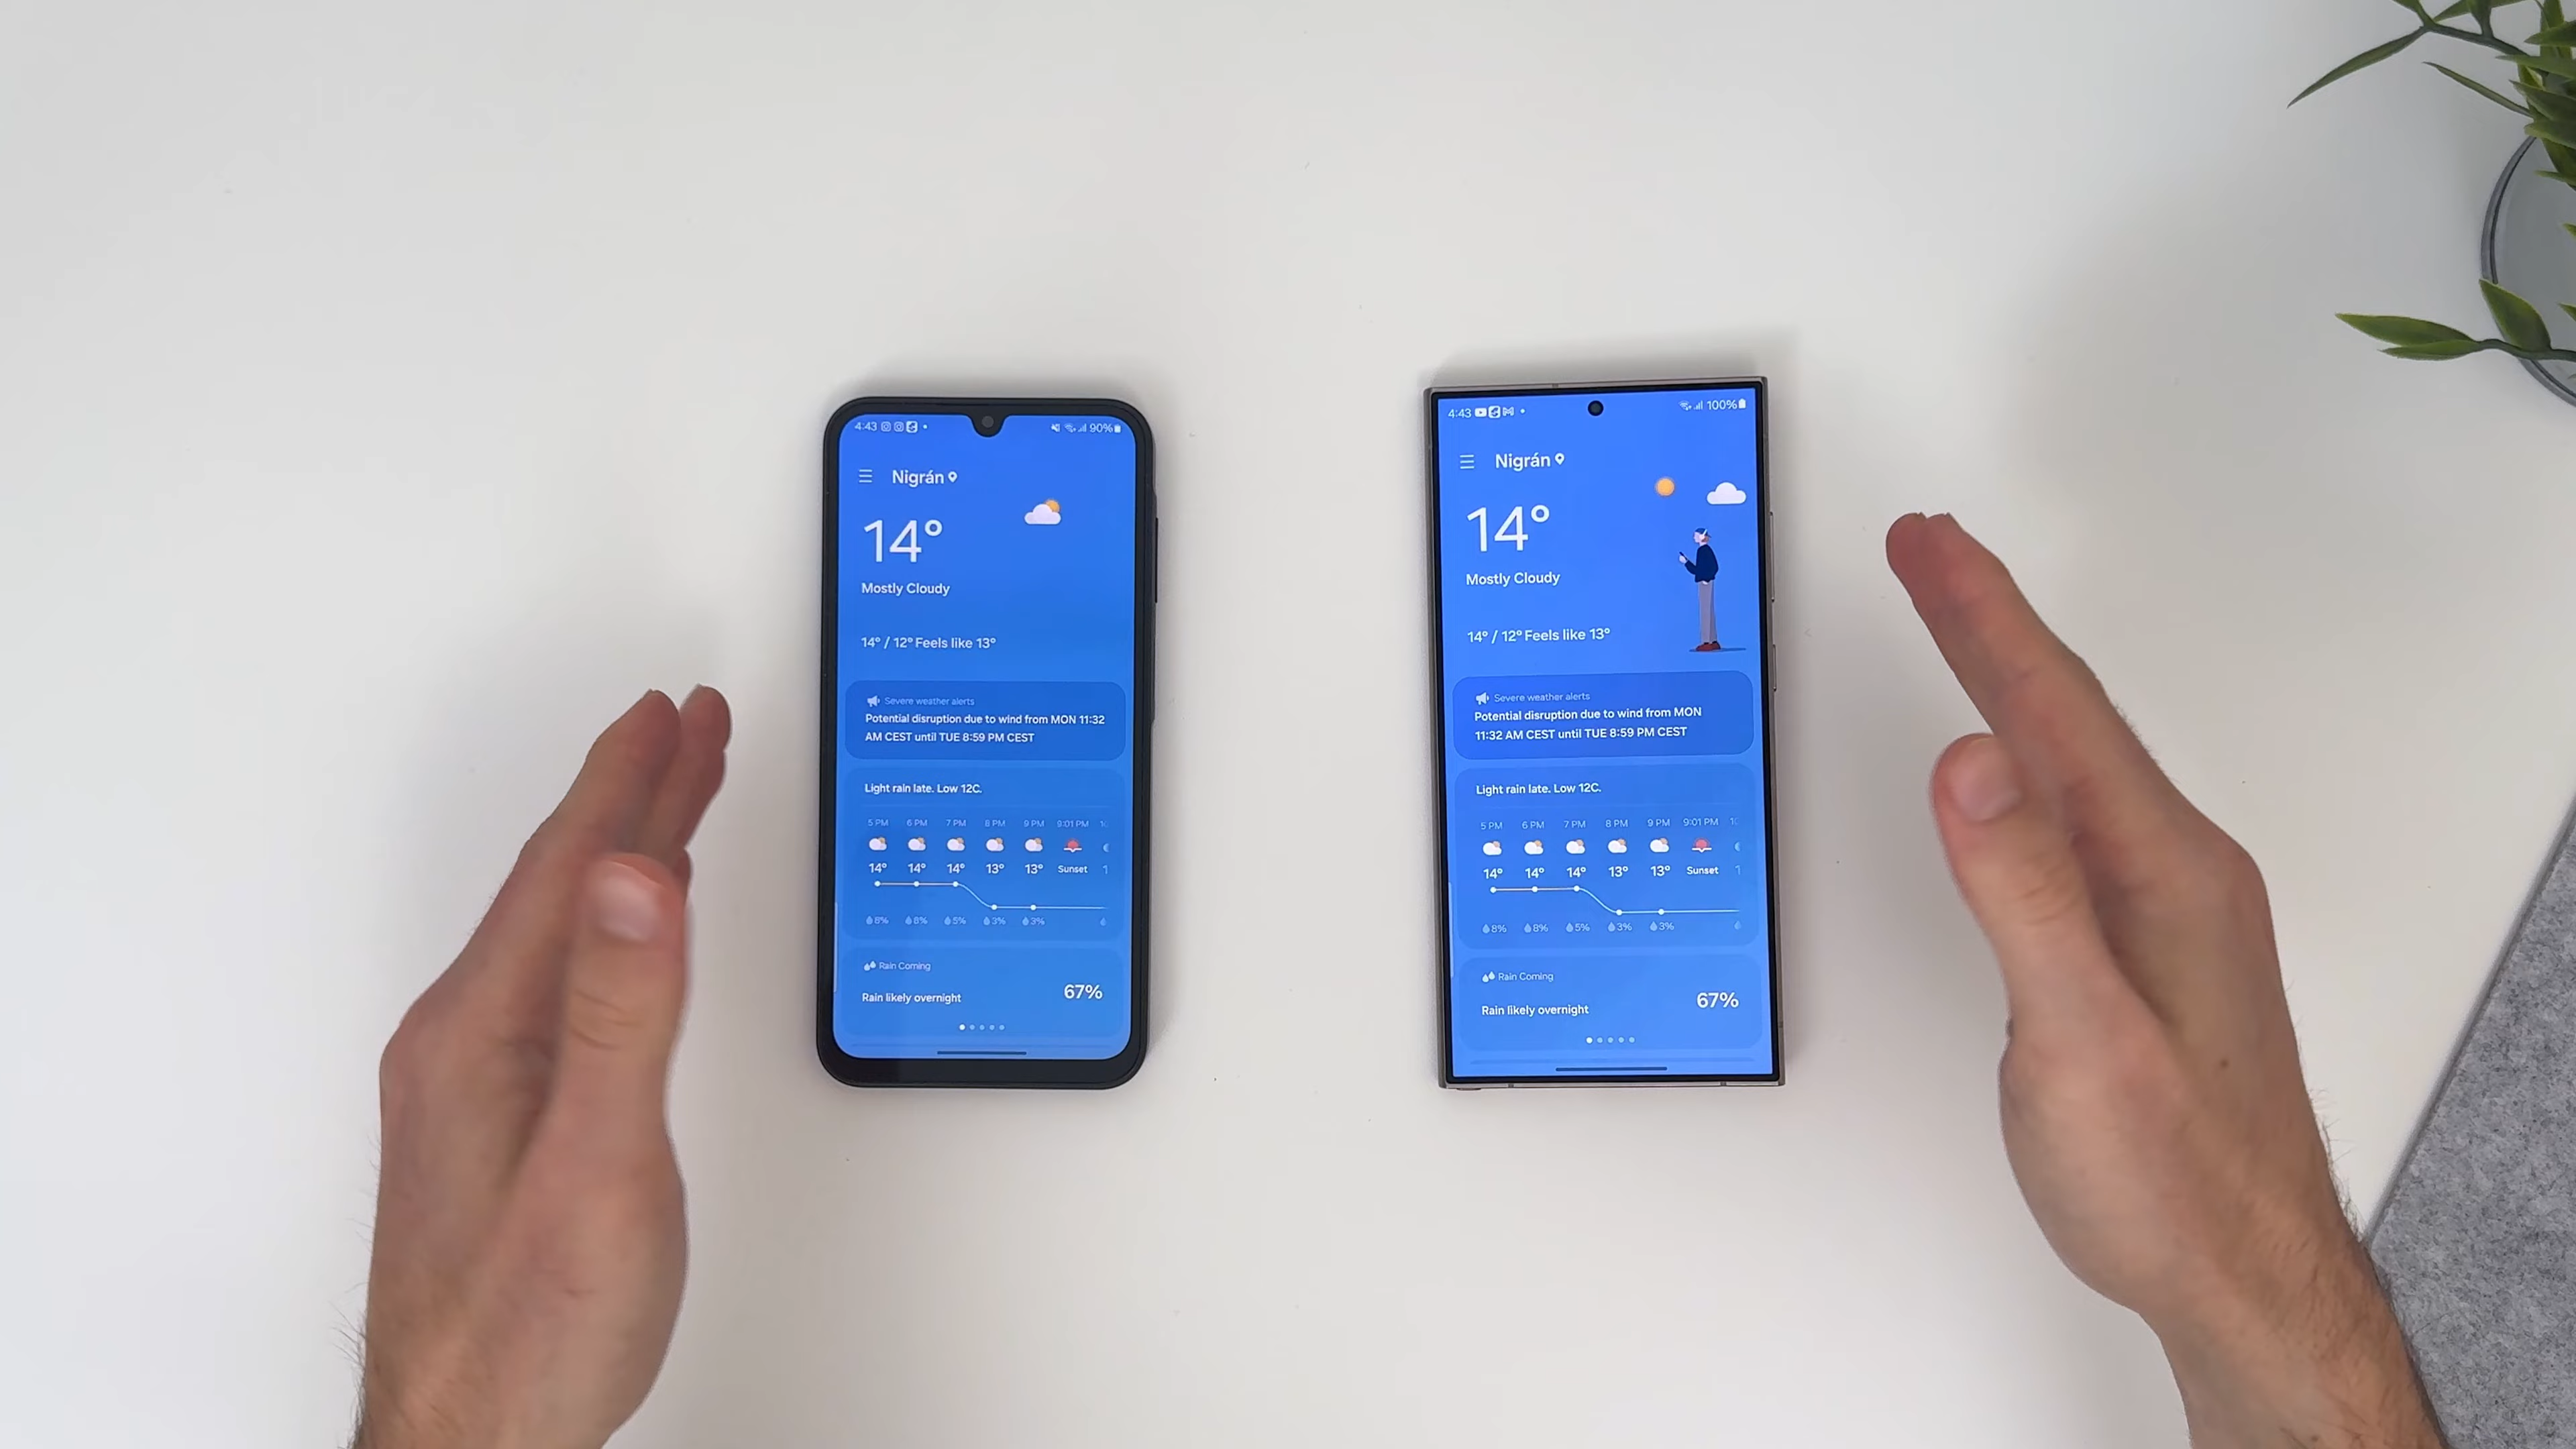 4:43
90%
Nigrán
14°
Mostly Cloudy
14° / 12° Feels like 13°
Severe weather alerts
Potential disruption due to wind from MON 11:32
AM CEST until TUE 8:59 PM CEST
Light rain late. Low 12C.
5 PM 6 PM 7 PM 8 PM 9 PM 9:01 PM
14° 14° 14° 13° 13° Sunset
8% 8% 5% 3% 3%
Rain Coming
Rain likely overnight
67%
4:43
100%
Nigrán
14°
Mostly Cloudy
14° / 12° Feels like 13°
Severe weather alerts
Potential disruption due to wind from MON
11:32 AM CEST until TUE 8:59 PM CEST
Light rain late. Low 12C.
5 PM 6 PM 7 PM 8 PM 9 PM 9:01 PM
14° 14° 14° 13° 13° Sunset
8% 8% 5% 3% 3%
Rain Coming
Rain likely overnight
67%